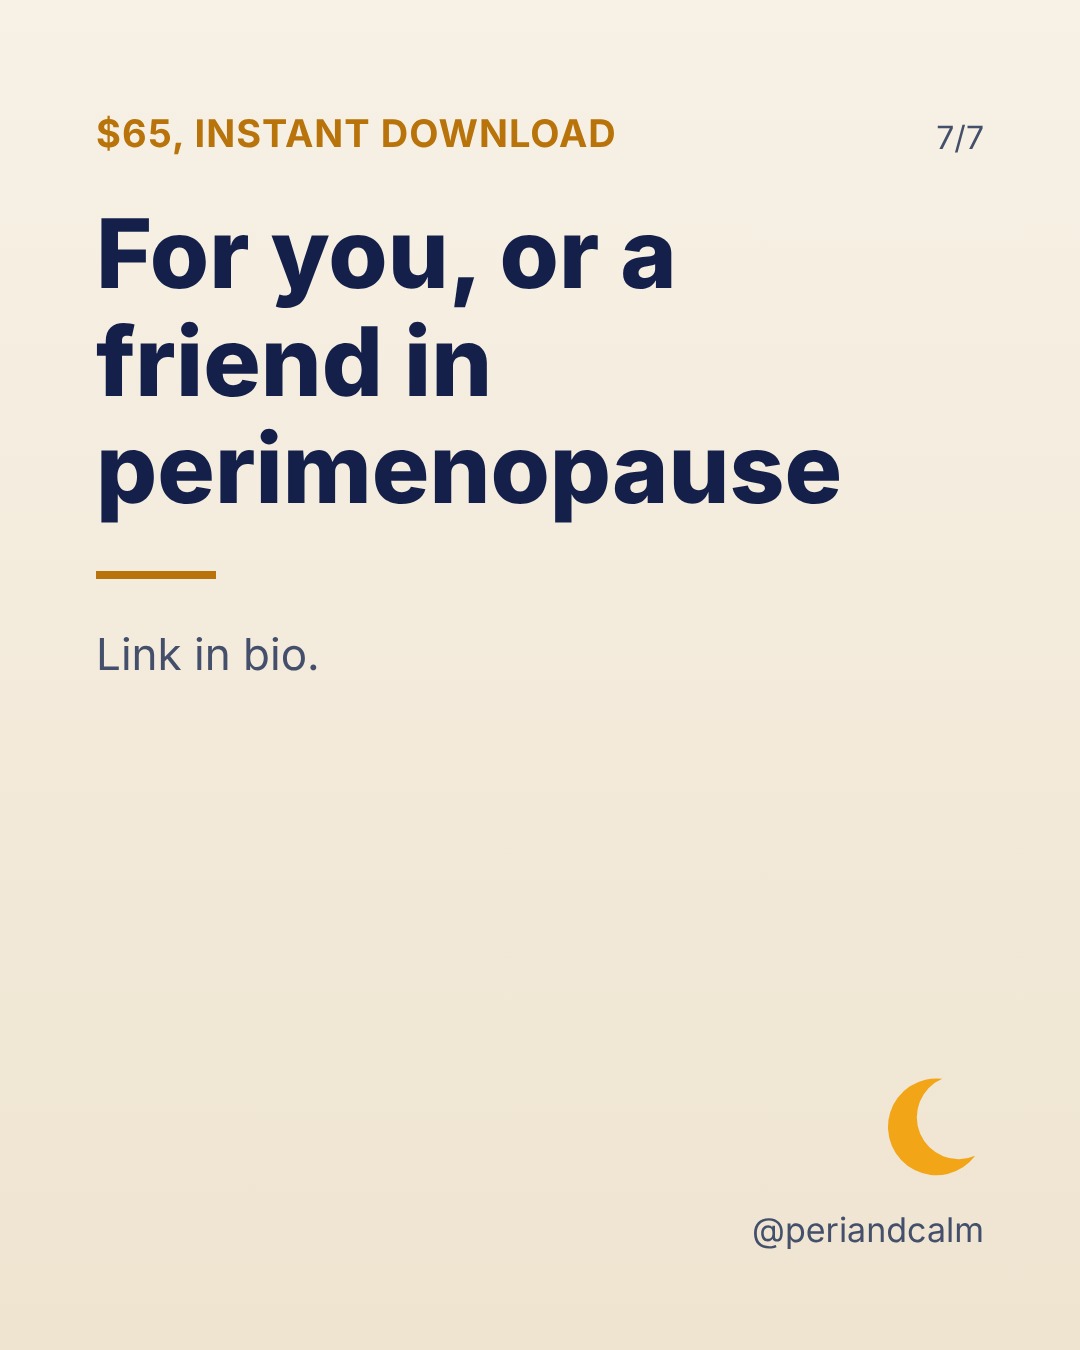 $65, INSTANT DOWNLOAD
7/7
For you, or a
friend in
perimenopause
Link in bio.
@periandcalm